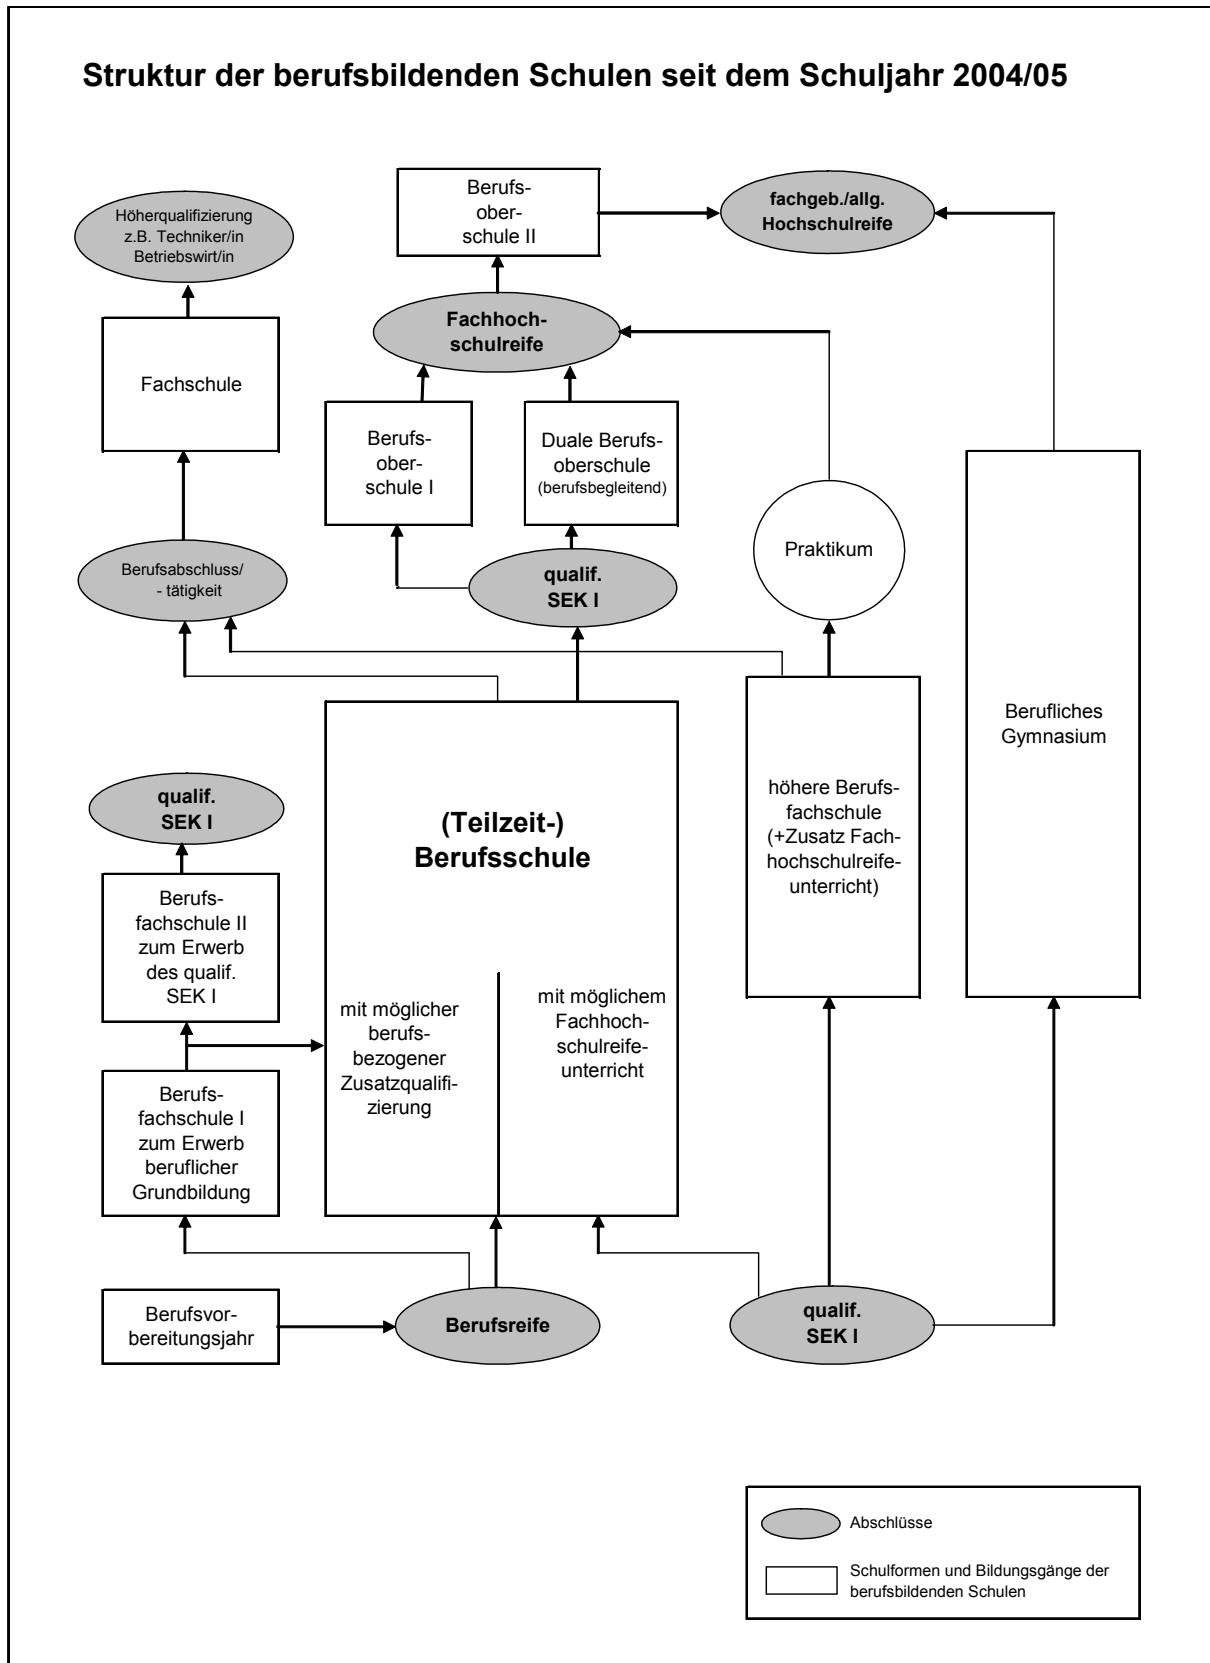 Struktur der berufsbildenden Schulen seit dem Schuljahr 2004/05
Höherqualifizierung
z.B. Techniker/in
Betriebswirt/in
Berufs-
ober-
schule II
fachgeb./allg.
Hochschulreife
Fachhoch-
schulreife
Fachschule
Berufs-
ober-
schule I
Duale Berufs-
oberschule
(berufsbegleitend)
Praktikum
Berufsabschluss/
- tätigkeit
qualif.
SEK I
Berufliches
Gymnasium
qualif.
SEK I
(Teilzeit-)
Berufsschule
höhere Berufs-
fachschule
(+Zusatz Fach-
hochschulreife-
unterricht)
Berufs-
fachschule II
zum Erwerb
des qualif.
SEK I
mit möglicher
berufs-
bezogener
Zusatzqualifi-
zierung
mit möglichem
Fachhoch-
schulreife-
unterricht
Berufs-
fachschule I
zum Erwerb
beruflicher
Grundbildung
Berufsvor-
bereitungsjahr
Berufsreife
qualif.
SEK I
Abschlüsse
Schulformen und Bildungsgänge der
berufsbildenden Schulen